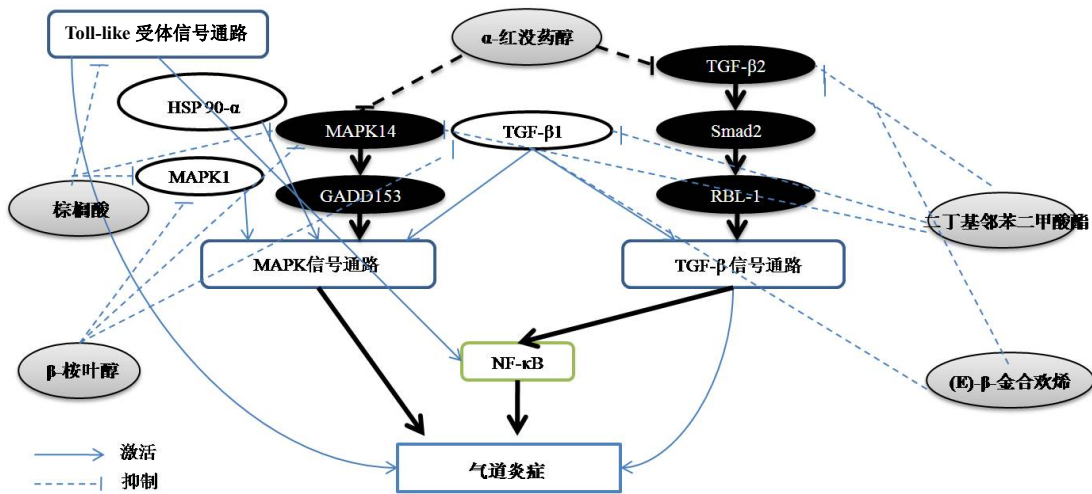 Toll-like 受体信号通路
α-红没药醇
HSP 90-α
TGF-β2
MAPK14
TGF-β1
Smad2
MAPK1
棕榈酸
GADD153
RBL-1
二丁基邻苯二甲酸酯
MAPK信号通路
TGF-β 信号通路
NF-κB
β-桉叶醇
(E)-β-金合欢烯
激活
气道炎症
抑制